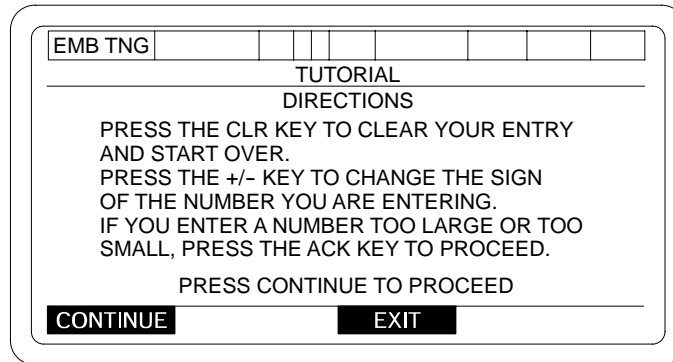 EMB TNG
TUTORIAL
DIRECTIONS
PRESS THE CLR KEY TO CLEAR YOUR ENTRY
AND START OVER.
PRESS THE +/− KEY TO CHANGE THE SIGN
OF THE NUMBER YOU ARE ENTERING.
IF YOU ENTER A NUMBER TOO LARGE OR TOO
SMALL, PRESS THE ACK KEY TO PROCEED.
PRESS CONTINUE TO PROCEED
CONTINUE EXIT